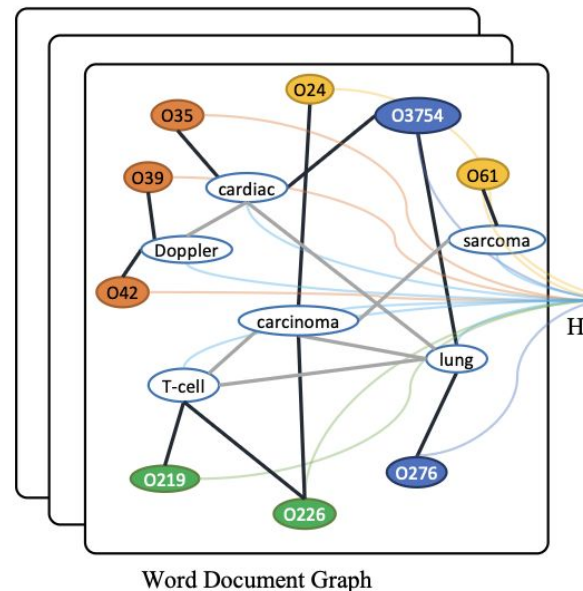 O24
O35
O3754
O39
O61
cardiac
Doppler
sarcoma
O42
H
carcinoma
lung
T-cell
O219
O276
O226
Word Document Graph